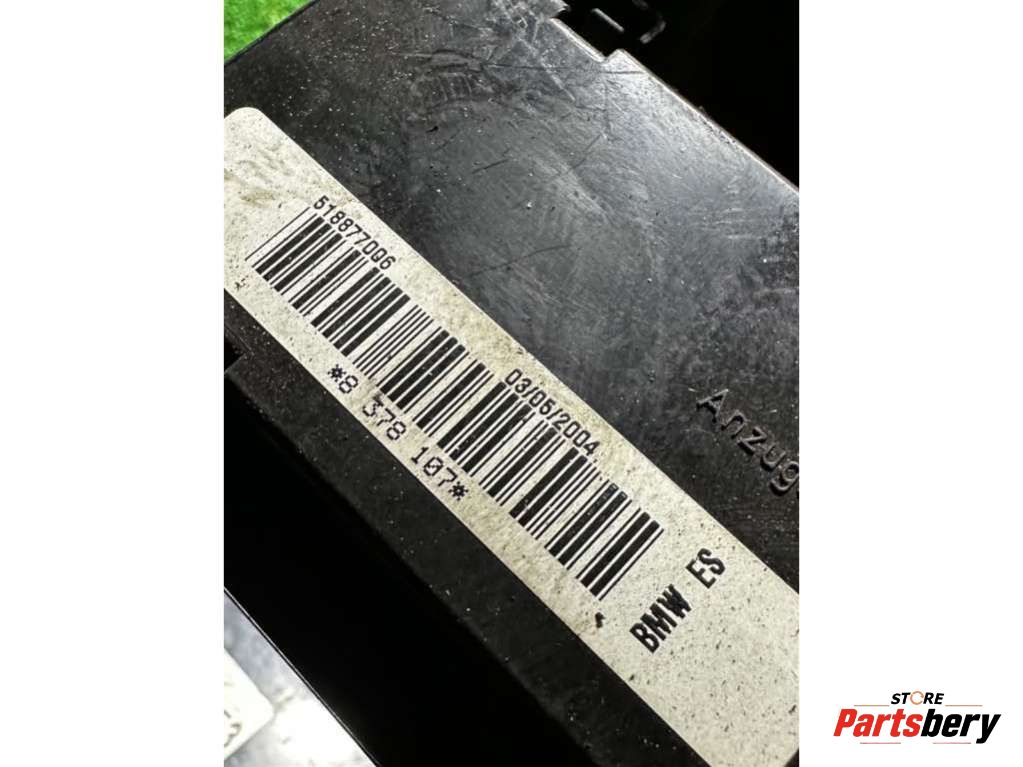 518877006
03/05/2004
*8 378 107*
BMW ES
Anzug
STORE
Partsbery